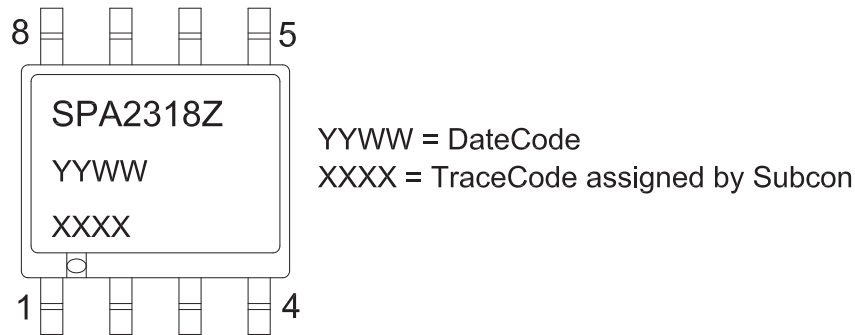 8 5
SPA2318Z
YYWW
XXXX
YYWW = DateCode
XXXX = TraceCode assigned by Subcon
1 4